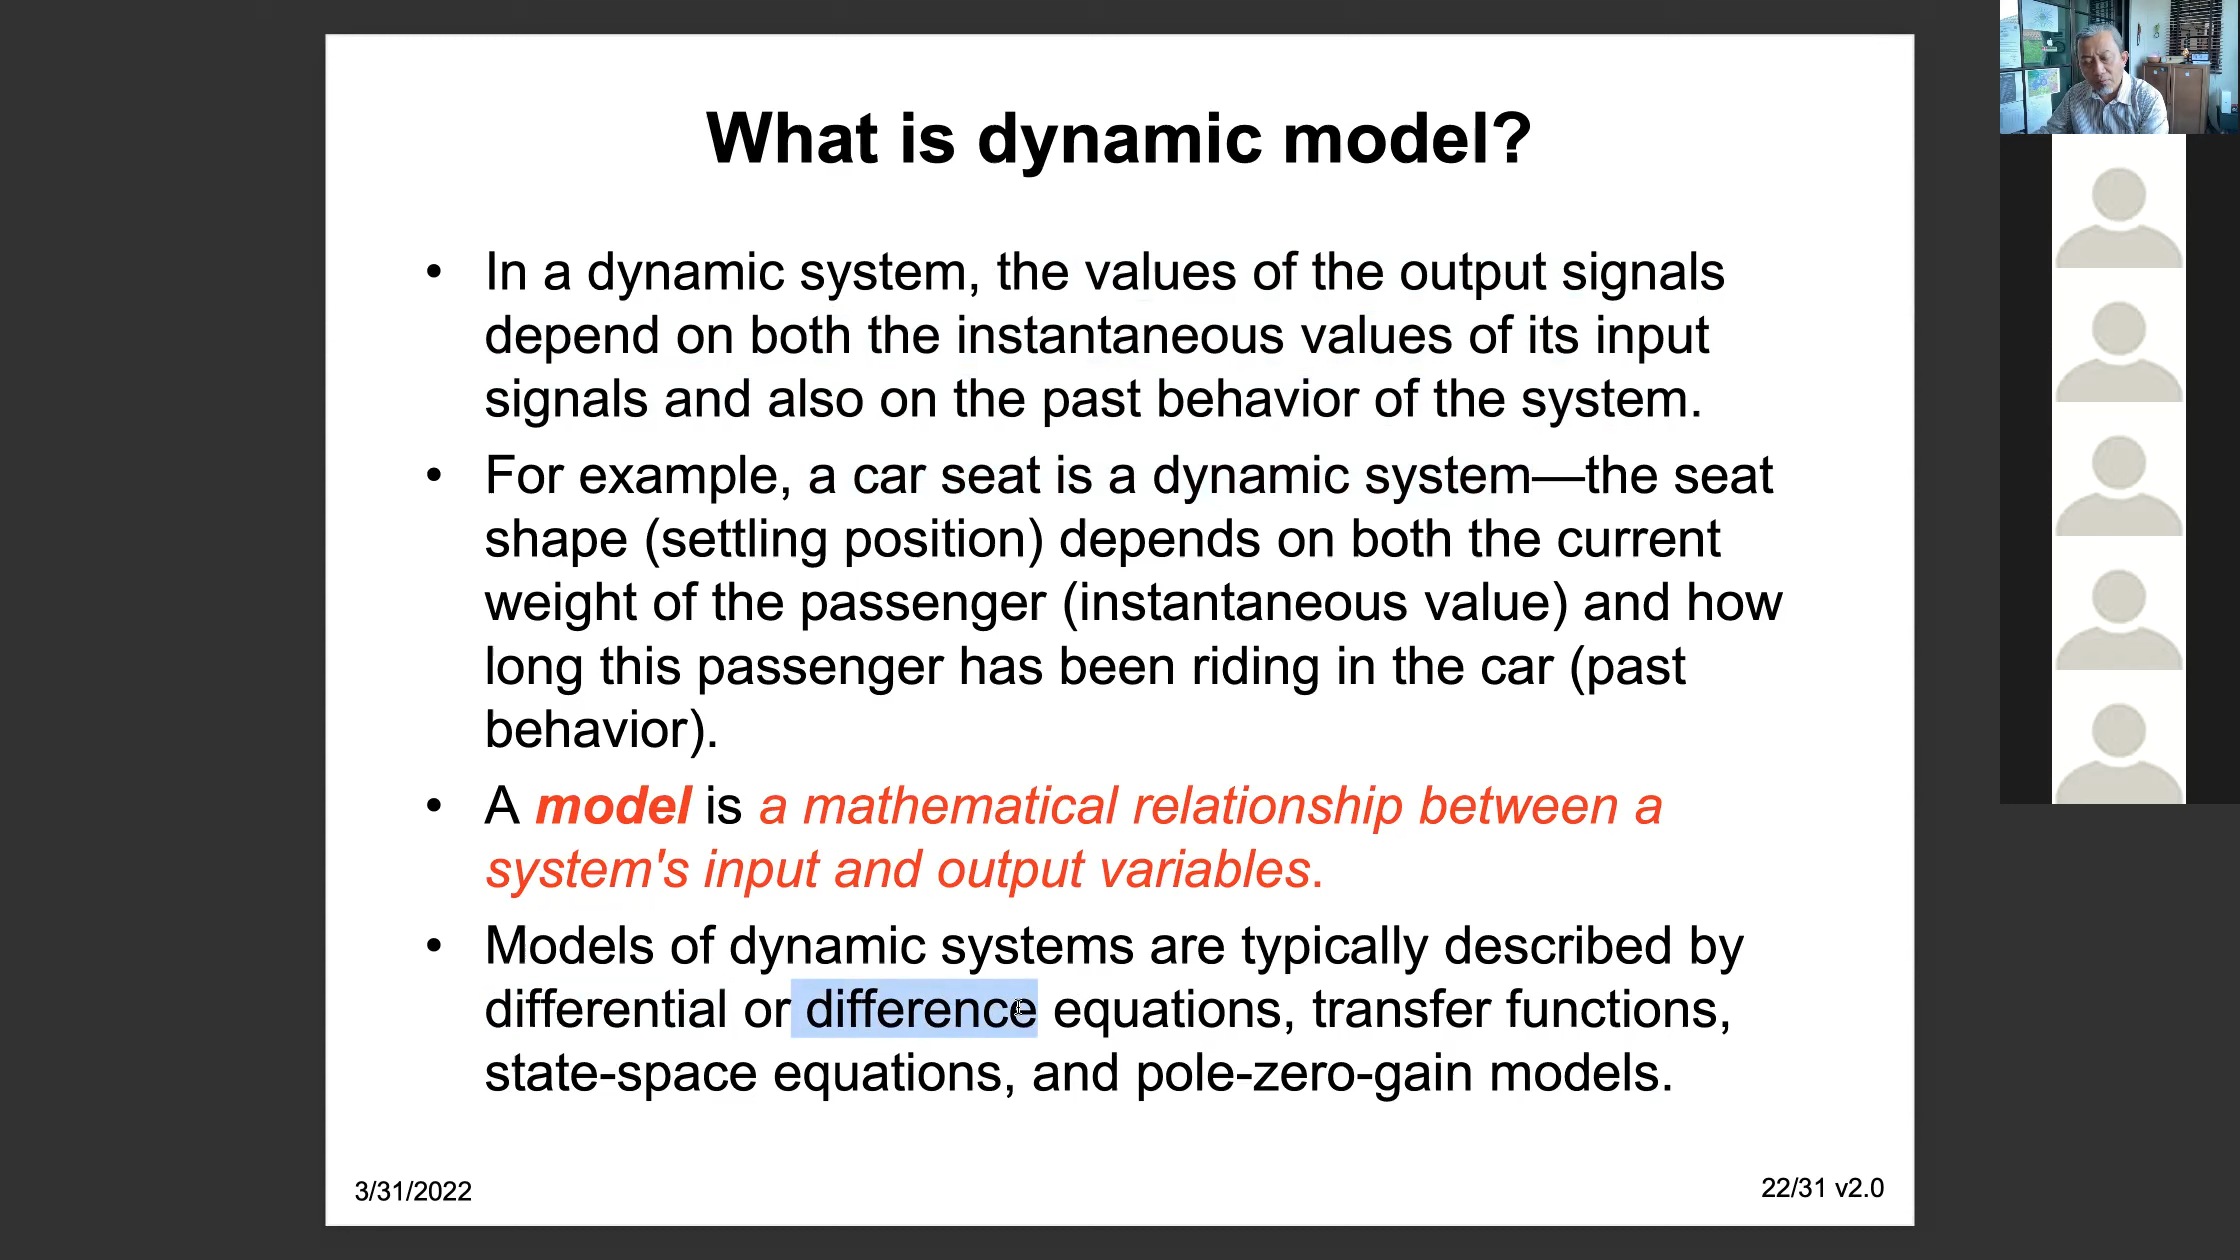 What is dynamic model?
• In a dynamic system, the values of the output signals
depend on both the instantaneous values of its input
signals and also on the past behavior of the system.
• For example, a car seat is a dynamic system—the seat
shape (settling position) depends on both the current
weight of the passenger (instantaneous value) and how
long this passenger has been riding in the car (past
behavior).
• A model is a mathematical relationship between a
system's input and output variables.
• Models of dynamic systems are typically described by
differential or difference equations, transfer functions,
state-space equations, and pole-zero-gain models.
3/31/2022
22/31 v2.0